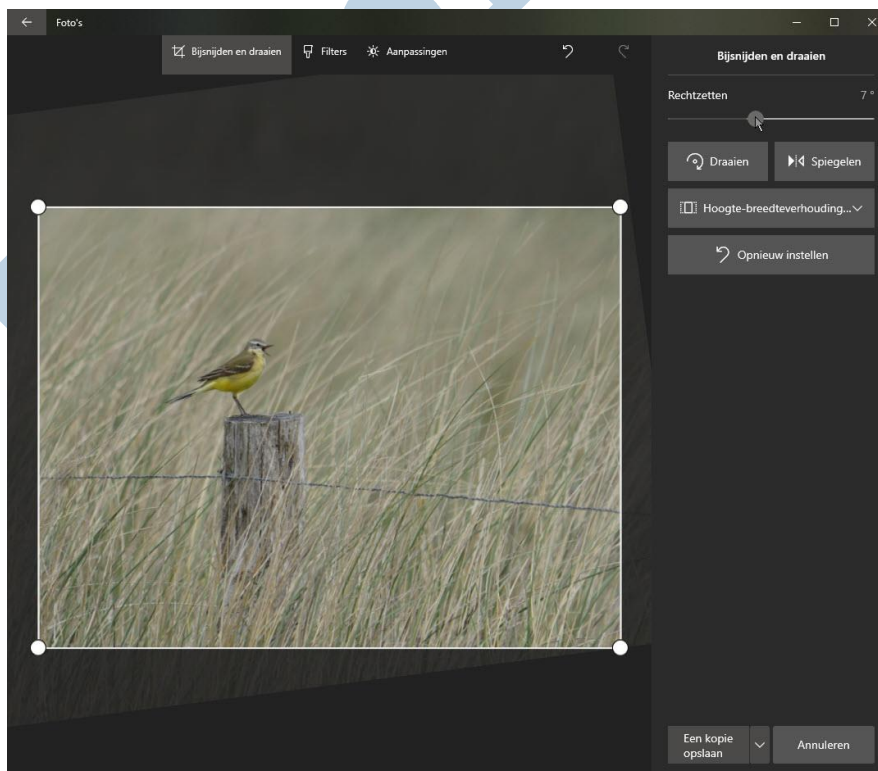 Foto's
Bijsnijden en draaien
Filters
Aanpassingen
Bijsnijden en draaien
Rechtzetten 7 °
Draaien
Spiegelen
Hoogte-breedteverhouding...
Opnieuw instellen
Een kopie
opslaan
Annuleren